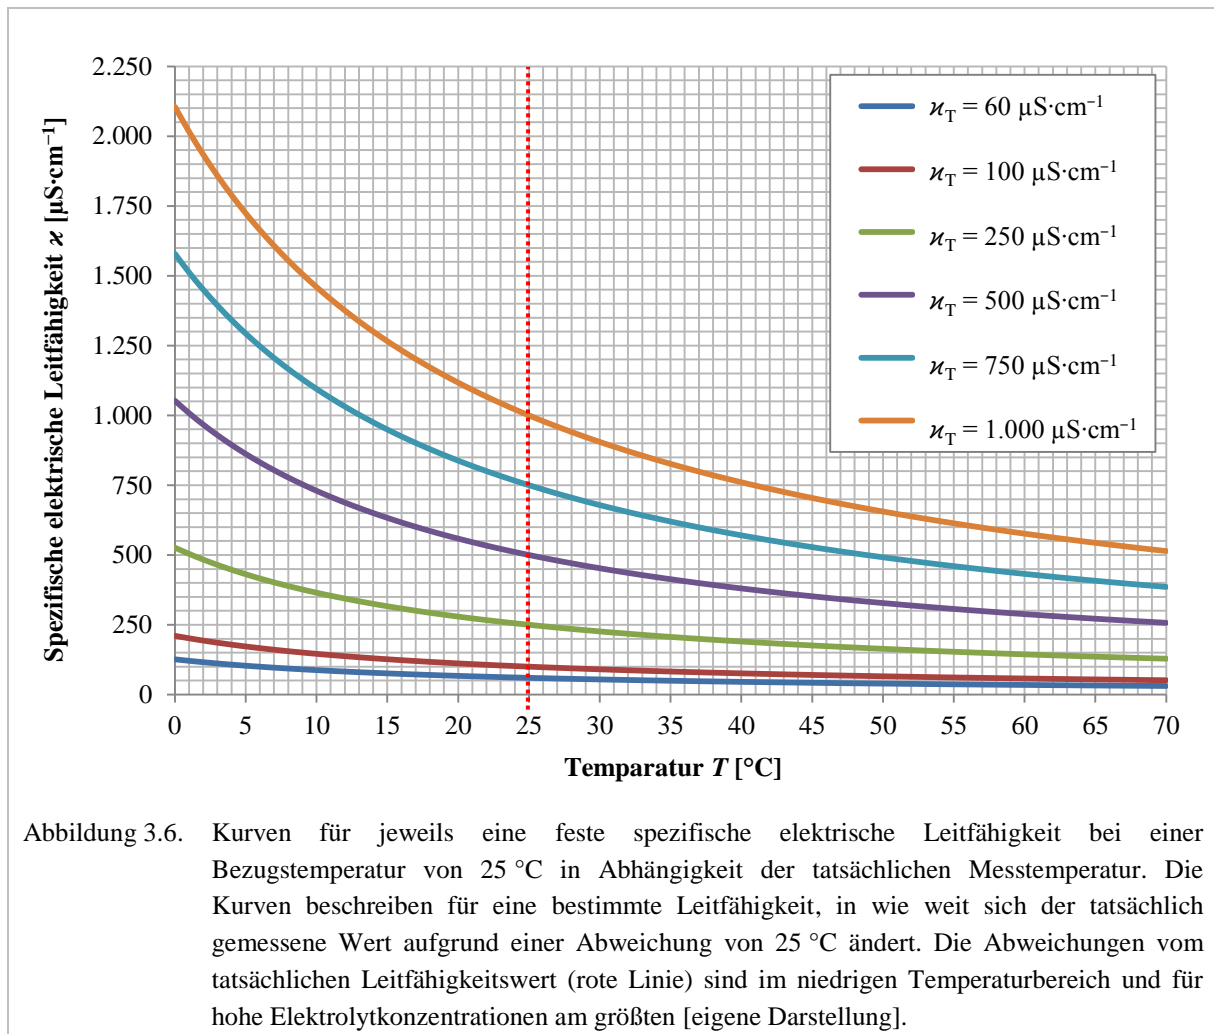 2.250
2.000
1.750
1.500
1.250
1.000
750
500
250
0
Spezifische elektrische Leitfähigkeit ϰ [µS·cm⁻¹]
ϰ_T = 60 µS·cm⁻¹
ϰ_T = 100 µS·cm⁻¹
ϰ_T = 250 µS·cm⁻¹
ϰ_T = 500 µS·cm⁻¹
ϰ_T = 750 µS·cm⁻¹
ϰ_T = 1.000 µS·cm⁻¹
0 5 10 15 20 25 30 35 40 45 50 55 60 65 70
Temparatur T [°C]
Abbildung 3.6. Kurven für jeweils eine feste spezifische elektrische Leitfähigkeit bei einer
Bezugstemperatur von 25 °C in Abhängigkeit der tatsächlichen Messtemperatur. Die
Kurven beschreiben für eine bestimmte Leitfähigkeit, in wie weit sich der tatsächlich
gemessene Wert aufgrund einer Abweichung von 25 °C ändert. Die Abweichungen vom
tatsächlichen Leitfähigkeitswert (rote Linie) sind im niedrigen Temperaturbereich und für
hohe Elektrolytkonzentrationen am größten [eigene Darstellung].